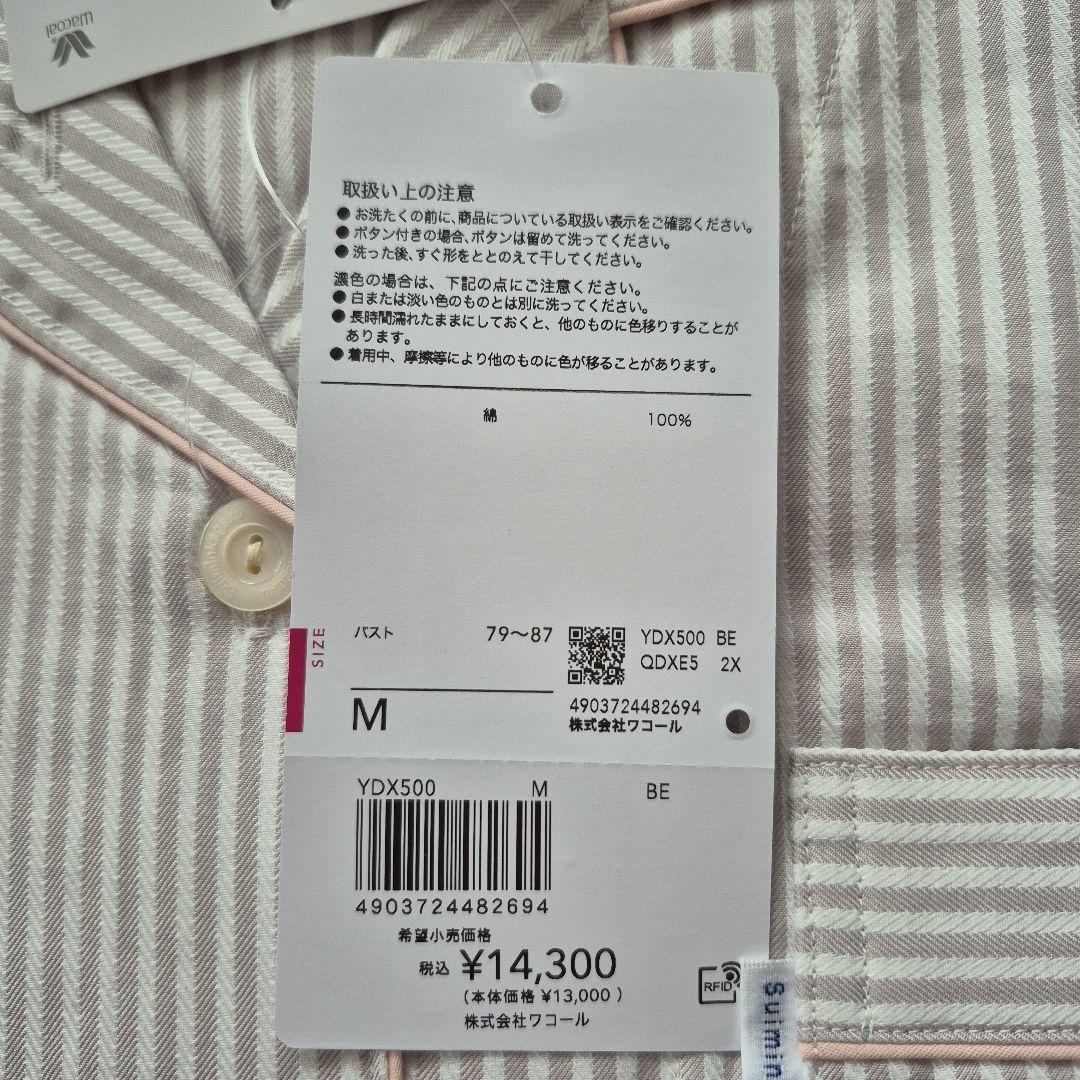 Wacoal
取扱い上の注意
● お洗たくの前に、商品についている取扱い表示をご確認ください。
● ボタン付きの場合、ボタンは留めて洗ってください。
● 洗った後、すぐ形をととのえて干してください。
濃色の場合は、下記の点にご注意ください。
● 白または淡い色のものとは別に洗ってください。
● 長時間濡れたままにしておくと、他のものに色移りすることが
あります。
● 着用中、摩擦等により他のものに色が移ることがあります。
綿 100%
SIZE
バスト 79〜87
M
YDX500 BE
QDXE5 2X
4903724482694
株式会社ワコール
YDX500 M BE
4903724482694
希望小売価格
税込 ¥14,300
(本体価格 ¥13,000 )
株式会社ワコール
RFID
Suimin